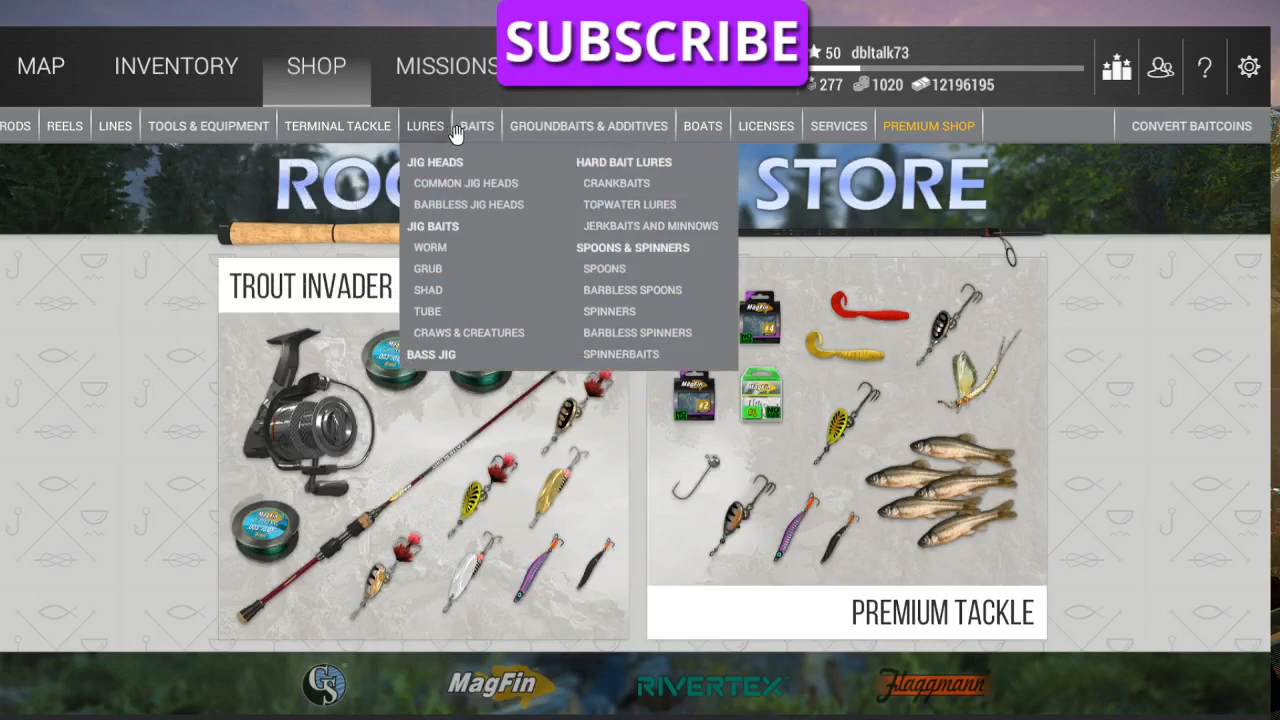 SUBSCRIBE
MAP INVENTORY SHOP MISSIONS
50 dbltalk73
277 1020 12196195
RODS REELS LINES TOOLS & EQUIPMENT TERMINAL TACKLE LURES BAITS GROUNDBAITS & ADDITIVES BOATS LICENSES SERVICES PREMIUM SHOP CONVERT BAITCOINS
STORE
JIG HEADS
COMMON JIG HEADS
BARBLESS JIG HEADS
JIG BAITS
WORM
GRUB
SHAD
TUBE
CRAWS & CREATURES
BASS JIG
HARD BAIT LURES
CRANKBAITS
TOPWATER LURES
JERKBAITS AND MINNOWS
SPOONS & SPINNERS
SPOONS
BARBLESS SPOONS
SPINNERS
BARBLESS SPINNERS
SPINNERBAITS
TROUT INVADER
PREMIUM TACKLE
GS MagFin RIVERTEX Flaggmann